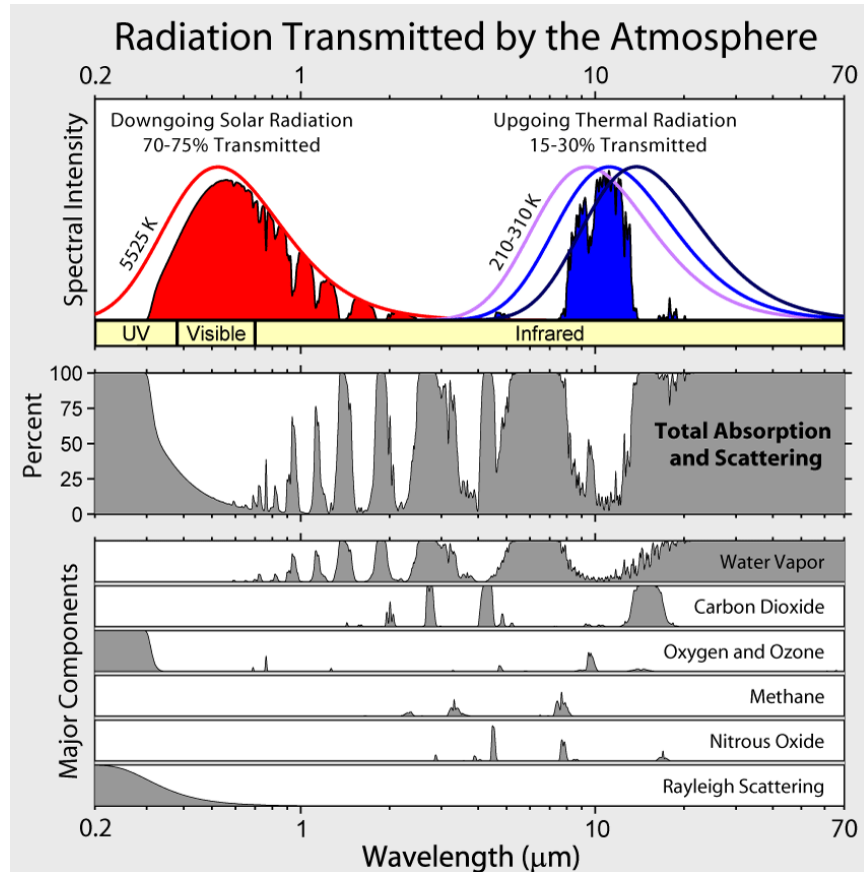 Radiation Transmitted by the Atmosphere
0.2 1 10 70
Spectral Intensity
Downgoing Solar Radiation
70-75% Transmitted
Upgoing Thermal Radiation
15-30% Transmitted
5525 K
210-310 K
UV Visible Infrared
Percent
100
75
50
25
0
Total Absorption
and Scattering
Major Components
Water Vapor
Carbon Dioxide
Oxygen and Ozone
Methane
Nitrous Oxide
Rayleigh Scattering
0.2 1 10 70
Wavelength (μm)